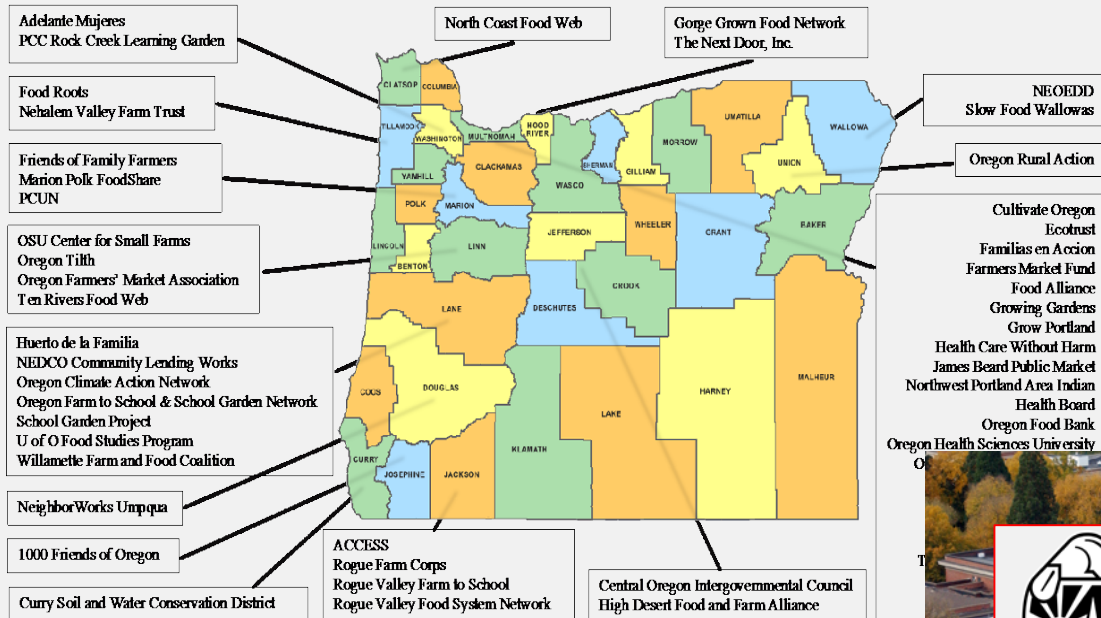 Adelante Mujeres
PCC Rock Creek Learning Garden
North Coast Food Web
Gorge Grown Food Network
The Next Door, Inc.
Food Roots
Nehalem Valley Farm Trust
NEOEDD
Slow Food Wallowas
Friends of Family Farmers
Marion Polk FoodShare
PCUN
Oregon Rural Action
OSU Center for Small Farms
Oregon Tilth
Oregon Farmers' Market Association
Ten Rivers Food Web
Huerto de la Familia
NEDCO Community Lending Works
Oregon Climate Action Network
Oregon Farm to School & School Garden Network
School Garden Project
U of O Food Studies Program
Willamette Farm and Food Coalition
NeighborWorks Umpqua
1000 Friends of Oregon
Curry Soil and Water Conservation District
ACCESS
Rogue Farm Corps
Rogue Valley Farm to School
Rogue Valley Food System Network
Central Oregon Intergovernmental Council
High Desert Food and Farm Alliance
Cultivate Oregon
Ecotrust
Familias en Accion
Farmers Market Fund
Food Alliance
Growing Gardens
Grow Portland
Health Care Without Harm
James Beard Public Market
Northwest Portland Area Indian
Health Board
Oregon Food Bank
Oregon Health Sciences University
CLATSOP
COLUMBIA
TILLAMOOK
WASHINGTON
MULTNOMAH
HOOD
RIVER
YAMHILL
CLACKAMAS
WASCO
SHERMAN
GILLIAM
MORROW
UMATILLA
UNION
WALLOWA
POLK
MARION
LINCOLN
BENTON
LINN
JEFFERSON
WHEELER
GRANT
BAKER
LANE
DESCHUTES
CROOK
COOS
DOUGLAS
KLAMATH
LAKE
HARNEY
MALHEUR
CURRY
JOSEPHINE
JACKSON